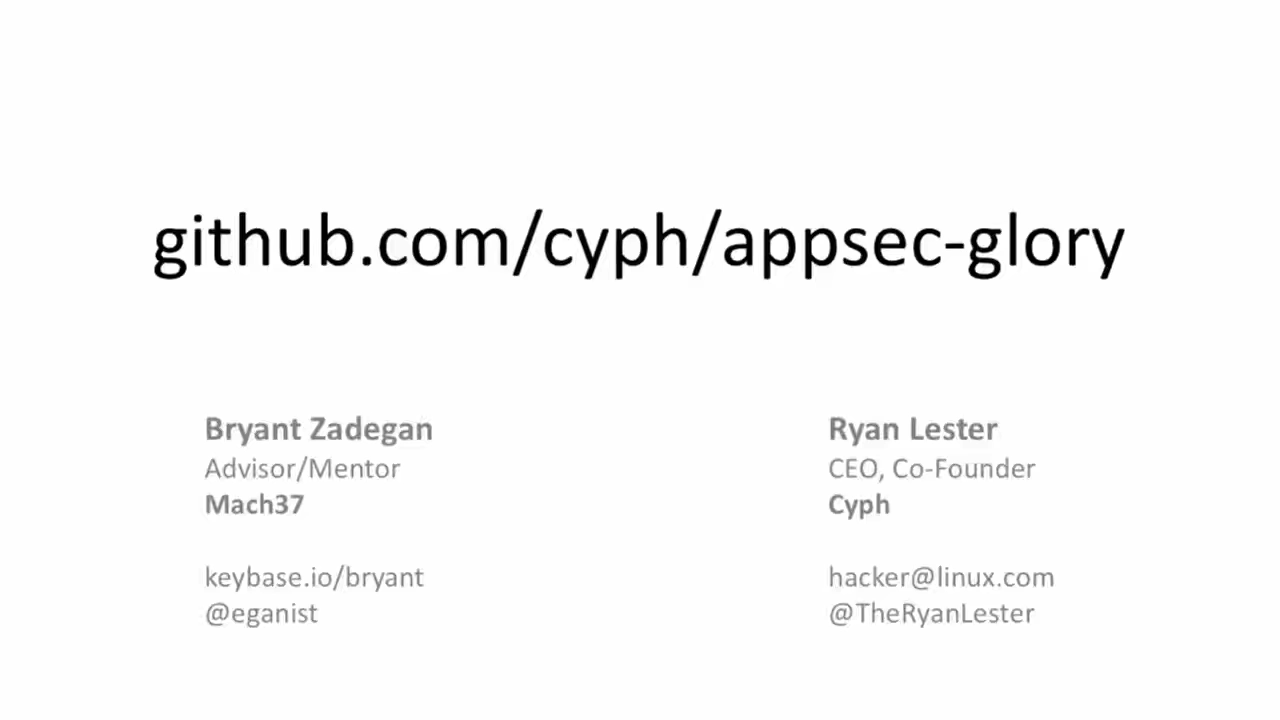 github.com/cyph/appsec-glory
Bryant Zadegan
Advisor/Mentor
Mach37
keybase.io/bryant
@eganist
Ryan Lester
CEO, Co-Founder
Cyph
hacker@linux.com
@TheRyanLester